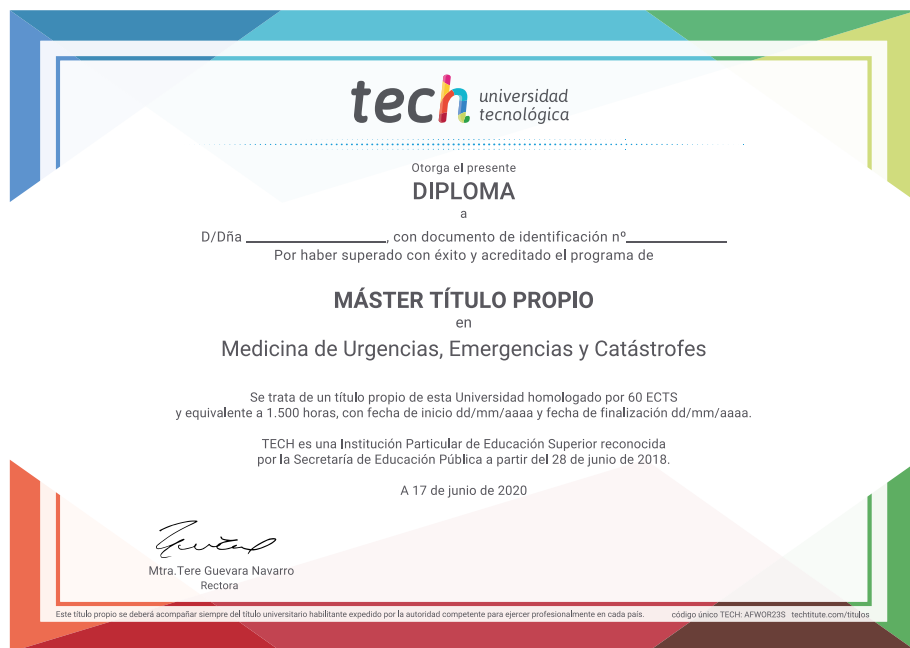 tech universidad
tecnológica
Otorga el presente
DIPLOMA
a
D/Dña ________________, con documento de identificación nº____________
Por haber superado con éxito y acreditado el programa de
MÁSTER TÍTULO PROPIO
en
Medicina de Urgencias, Emergencias y Catástrofes
Se trata de un título propio de esta Universidad homologado por 60 ECTS
y equivalente a 1.500 horas, con fecha de inicio dd/mm/aaaa y fecha de finalización dd/mm/aaaa.
TECH es una Institución Particular de Educación Superior reconocida
por la Secretaría de Educación Pública a partir del 28 de junio de 2018.
A 17 de junio de 2020
Mtra.Tere Guevara Navarro
Rectora
Este título propio se deberá acompañar siempre del título universitario habilitante expedido por la autoridad competente para ejercer profesionalmente en cada país. código único TECH: AFWOR23S techtitute.com/titulos